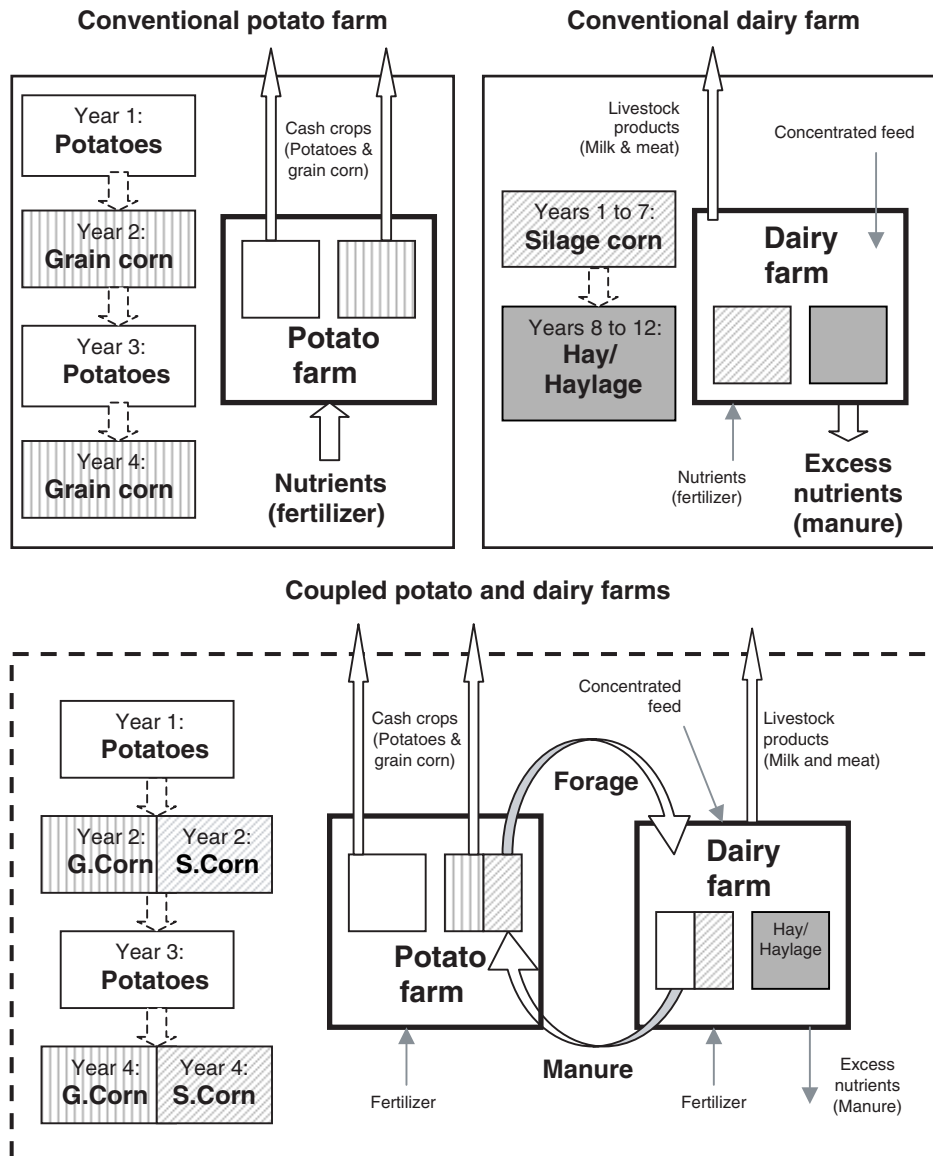 Conventional potato farm
Year 1:
Potatoes
Year 2:
Grain corn
Year 3:
Potatoes
Year 4:
Grain corn
Cash crops
(Potatoes &
grain corn)
Potato
farm
Nutrients
(fertilizer)
Conventional dairy farm
Livestock
products
(Milk & meat)
Concentrated feed
Years 1 to 7:
Silage corn
Years 8 to 12:
Hay/
Haylage
Dairy
farm
Nutrients
(fertilizer)
Excess
nutrients
(manure)
Coupled potato and dairy farms
Year 1:
Potatoes
Year 2:
G.Corn
Year 2:
S.Corn
Year 3:
Potatoes
Year 4:
G.Corn
Year 4:
S.Corn
Cash crops
(Potatoes &
grain corn)
Forage
Concentrated
feed
Livestock
products
(Milk and meat)
Potato
farm
Dairy
farm
Hay/
Haylage
Manure
Fertilizer
Fertilizer
Excess
nutrients
(Manure)